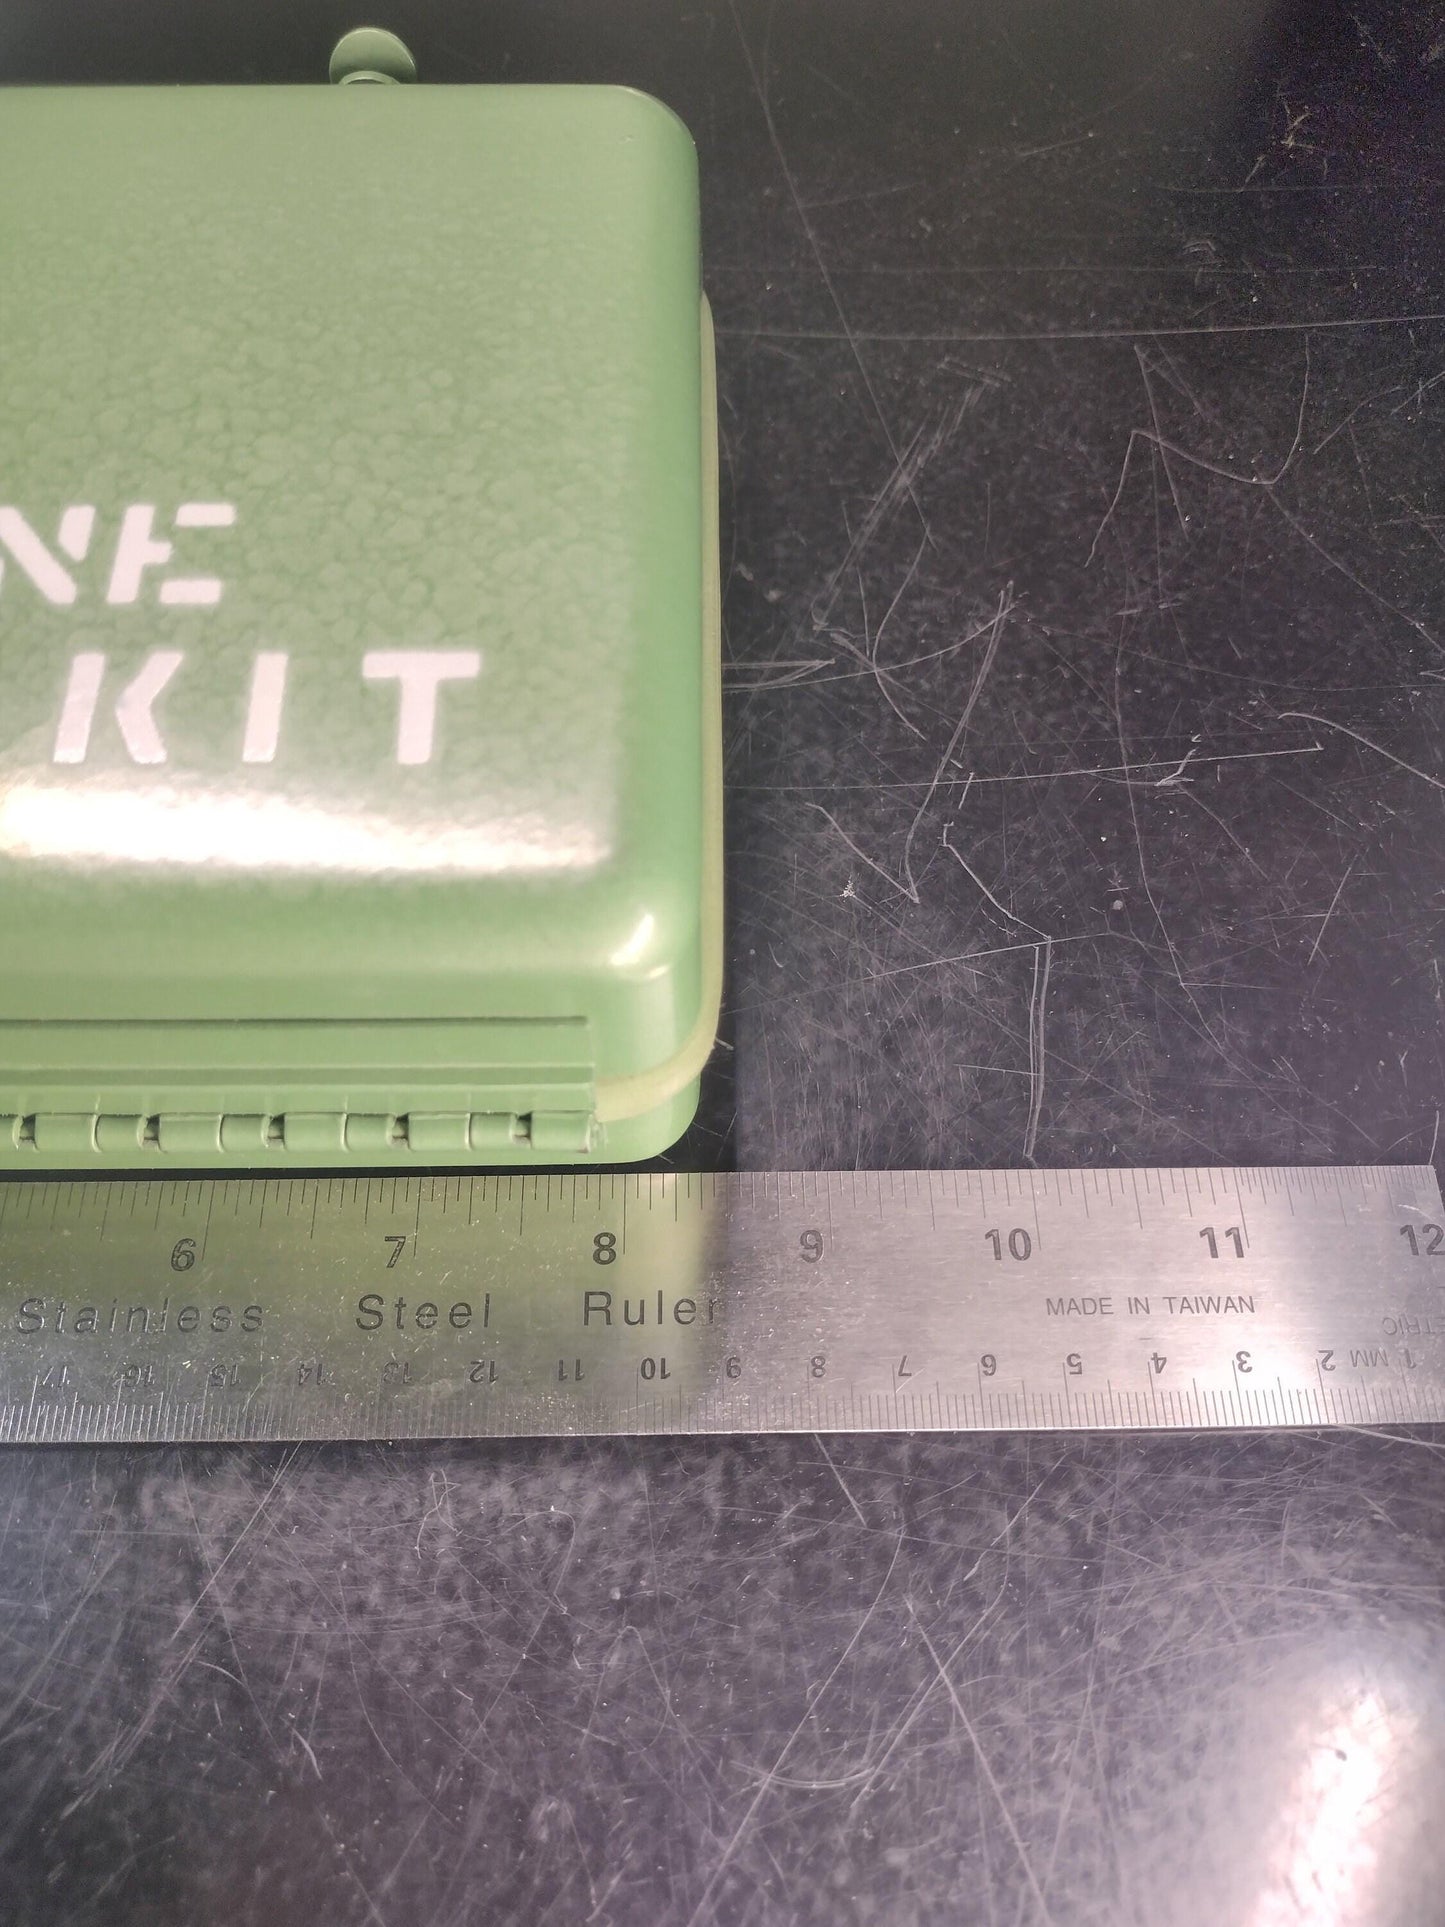 NE
KIT
6 7 8 9 10 11 12
Stainless Steel Ruler MADE IN TAIWAN
METRIC
17 16 15 14 13 12 11 10 9 8 7 6 5 4 3 2 MM 1